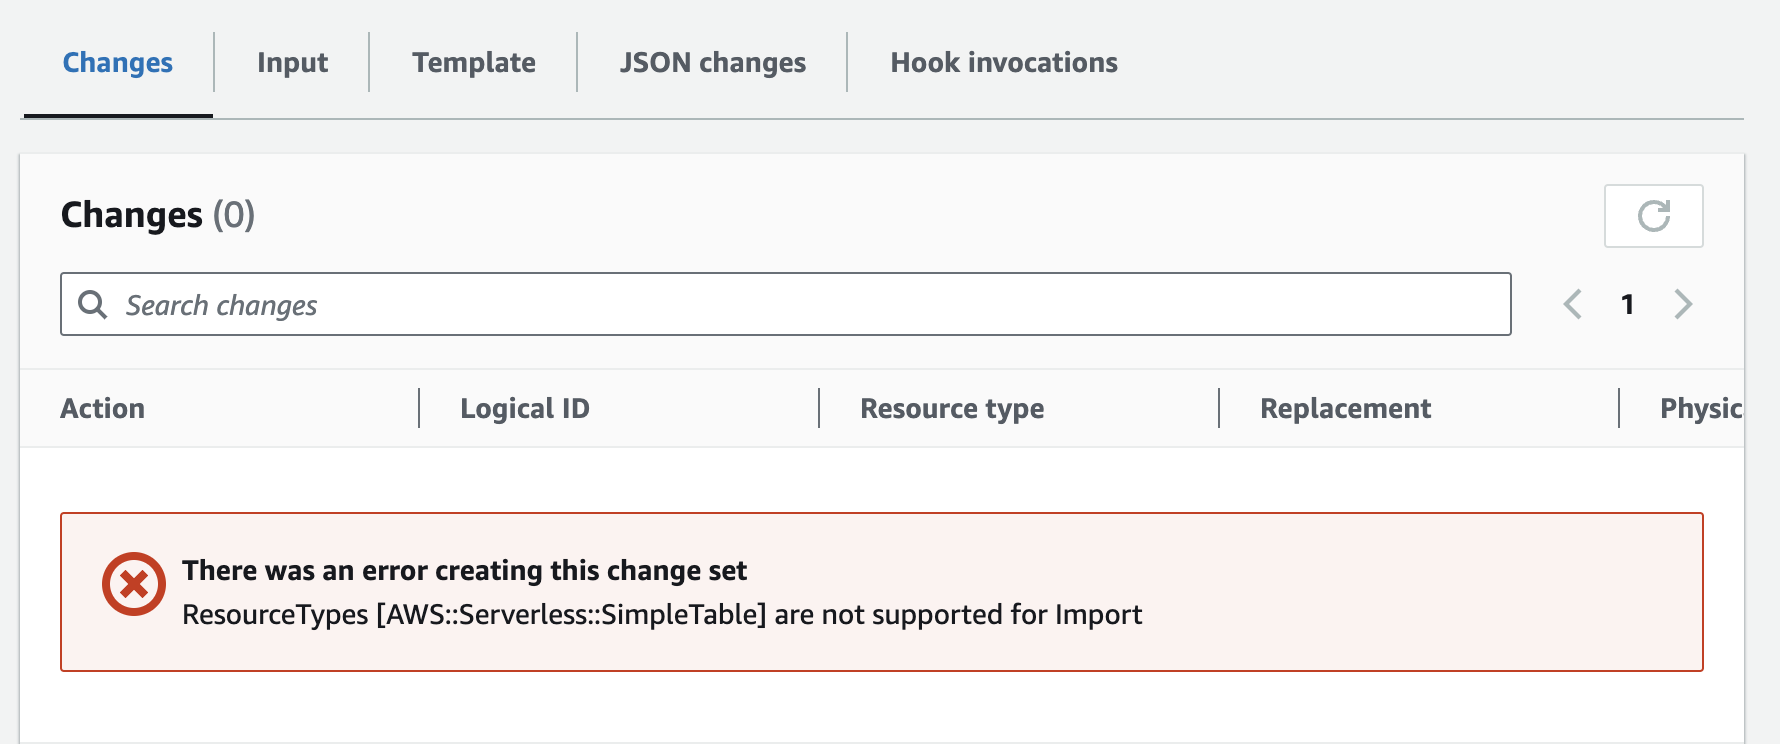 Changes
Input
Template
JSON changes
Hook invocations
Changes (0)
Search changes
1
Action
Logical ID
Resource type
Replacement
Physic
There was an error creating this change set
ResourceTypes [AWS::Serverless::SimpleTable] are not supported for Import